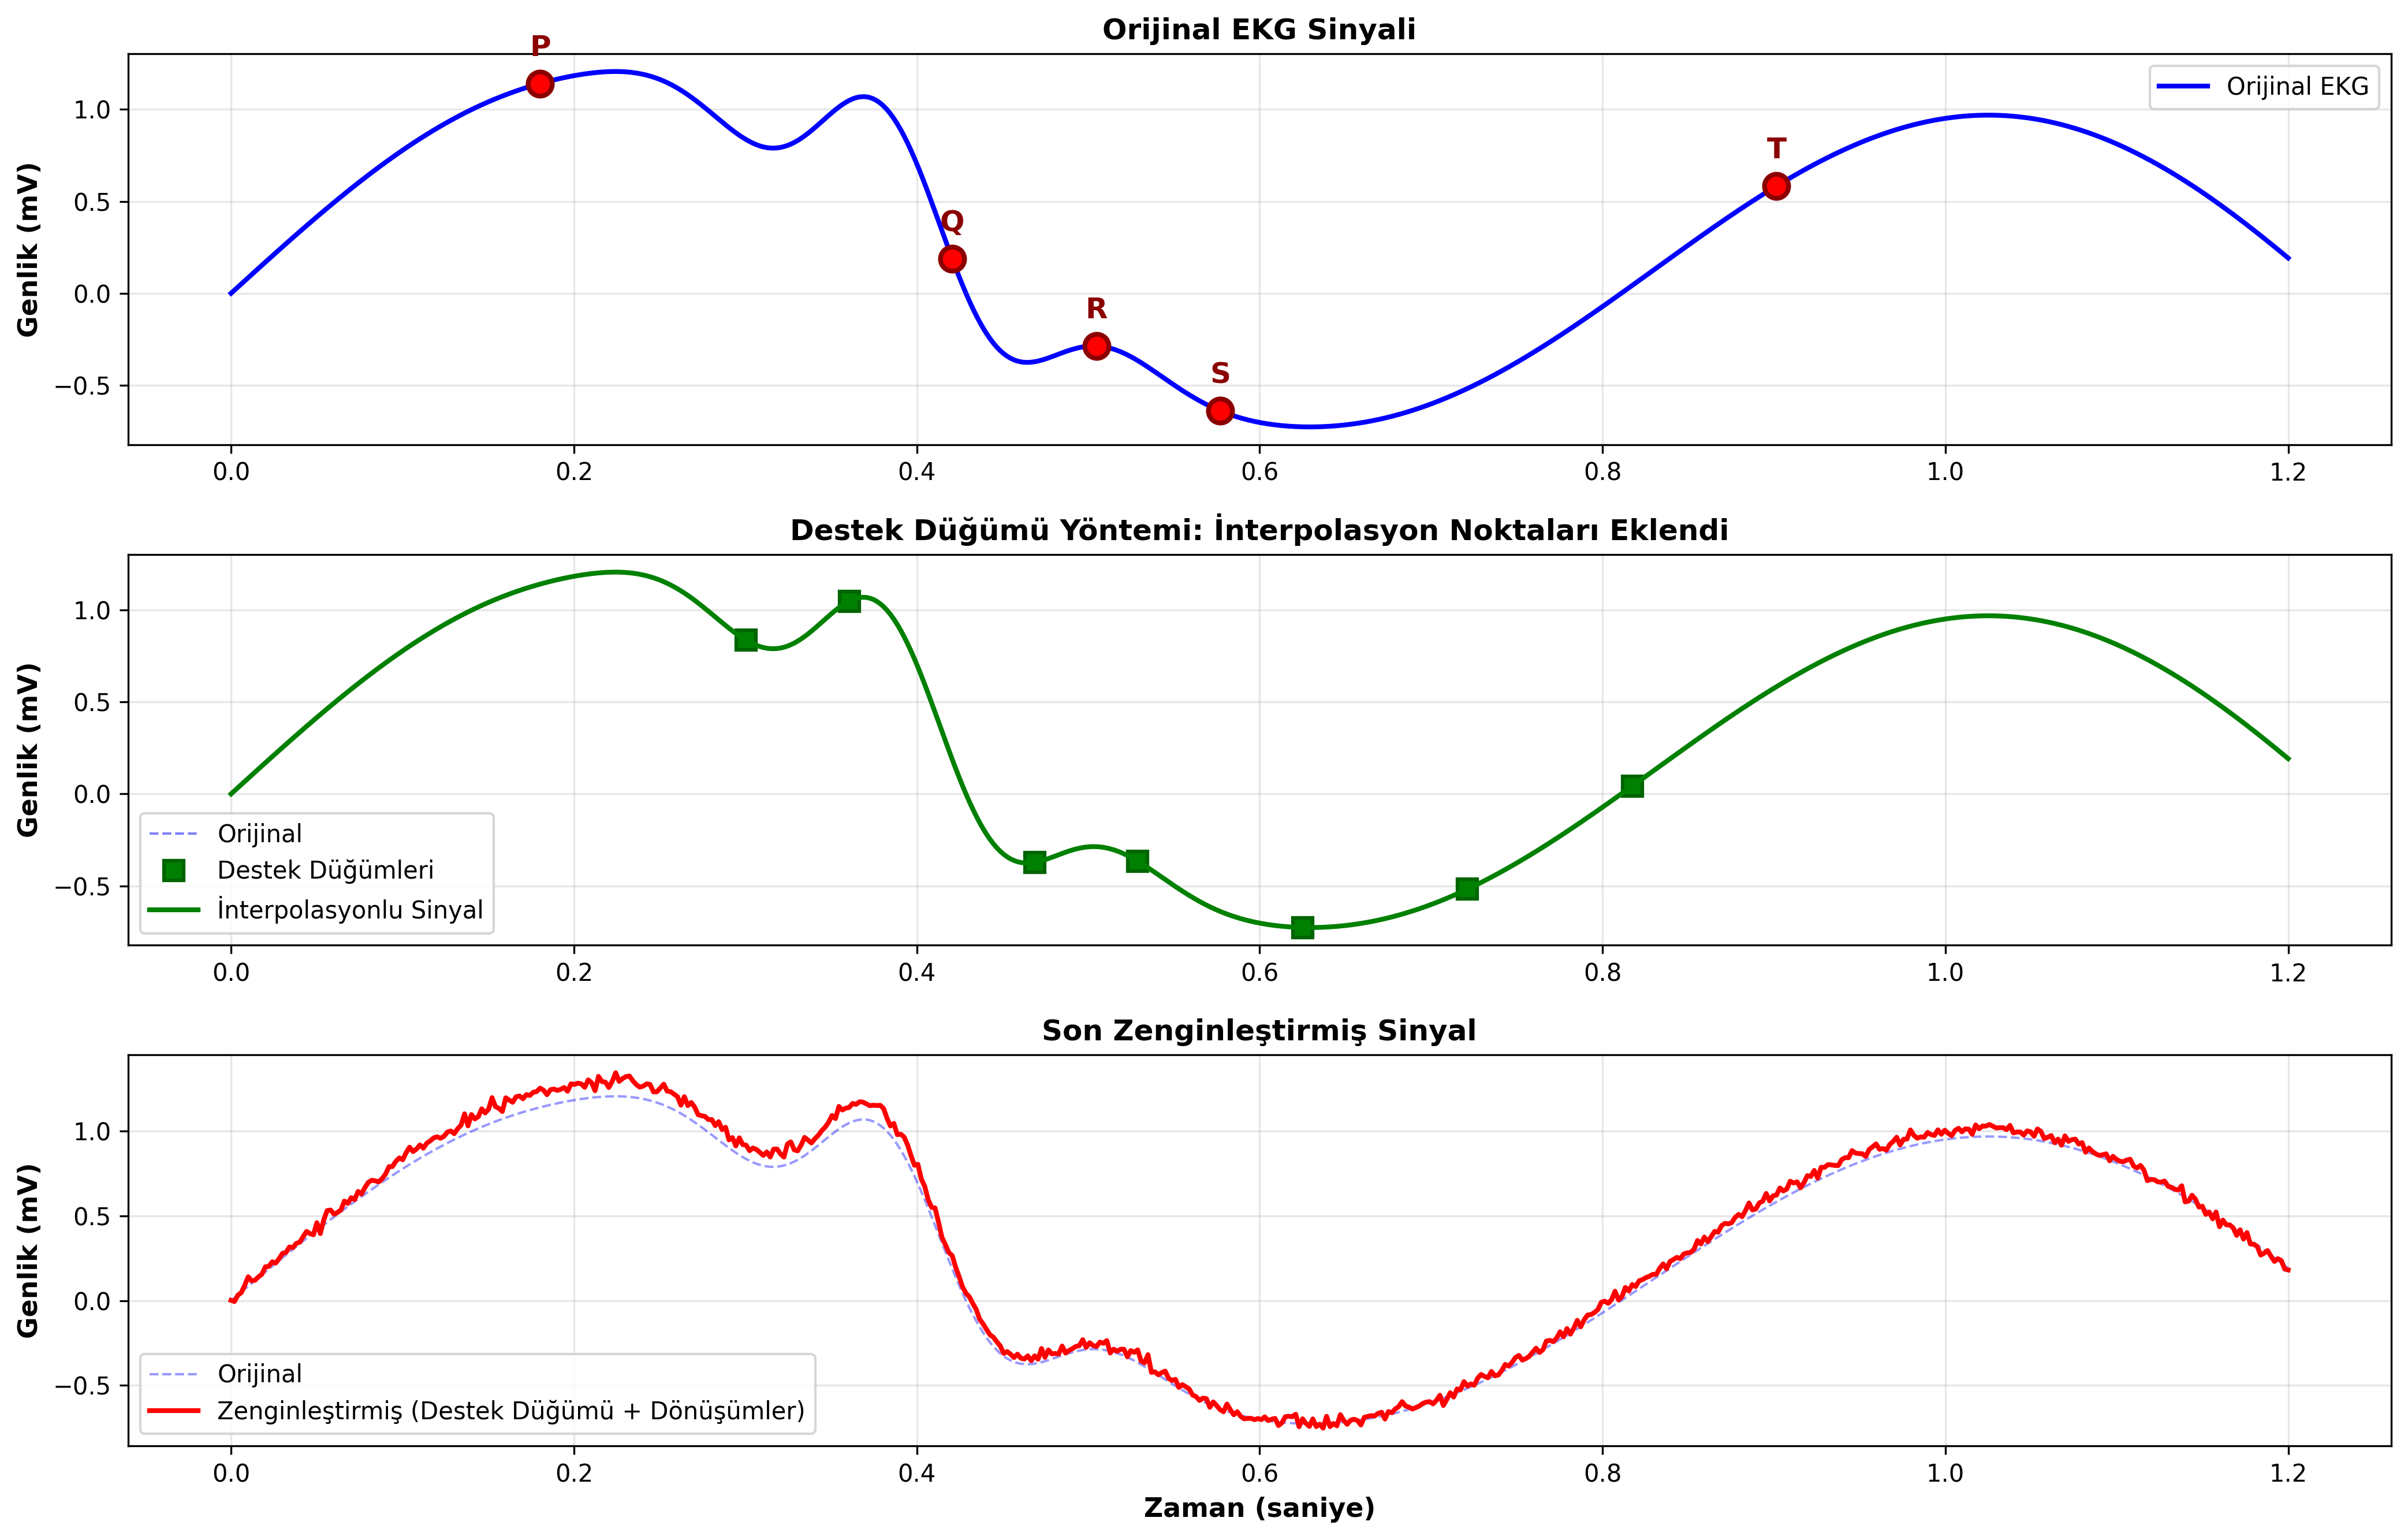 Orijinal EKG Sinyali
P
Orijinal EKG
1.0
T
0.5
Q
Genlik (mV)
0.0
R
S
−0.5
0.0 0.2 0.4 0.6 0.8 1.0 1.2
Destek Düğümü Yöntemi: İnterpolasyon Noktaları Eklendi
1.0
0.5
Genlik (mV)
0.0
−0.5
Orijinal
Destek Düğümleri
İnterpolasyonlu Sinyal
0.0 0.2 0.4 0.6 0.8 1.0 1.2
Son Zenginleştirmiş Sinyal
1.0
0.5
Genlik (mV)
0.0
−0.5
Orijinal
Zenginleştirmiş (Destek Düğümü + Dönüşümler)
0.0 0.2 0.4 0.6 0.8 1.0 1.2
Zaman (saniye)